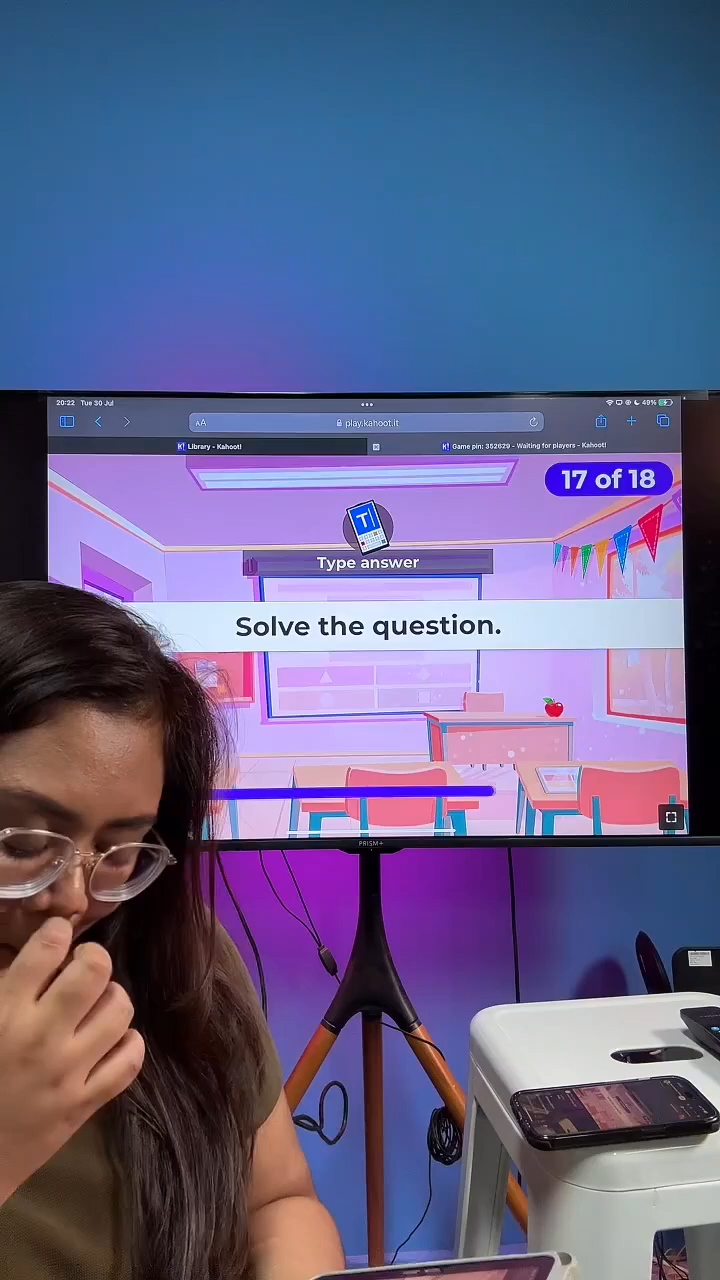 20:22 Tue 30 Jul
49%
AA
play.kahoot.it
K! Library - Kahoot!
K! Game pin: 352629 - Waiting for players - Kahoot!
17 of 18
T
Type answer
Solve the question.
PRISM+